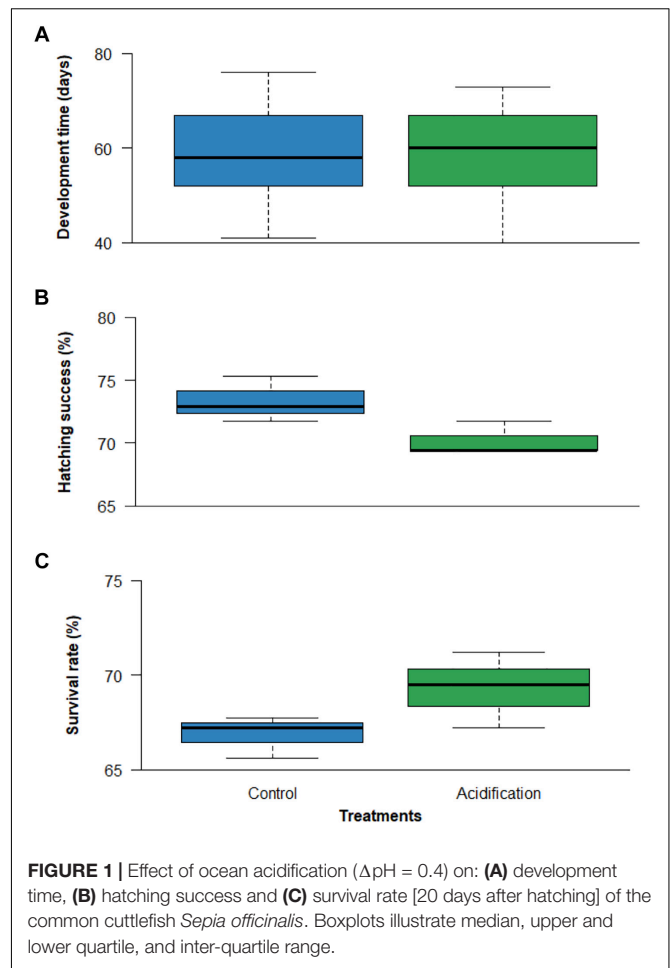 A
Development time (days)
80
60
40
B
Hatching success (%)
80
75
70
65
C
Survival rate (%)
75
70
65
Control Acidification
Treatments
FIGURE 1 | Effect of ocean acidification (ΔpH = 0.4) on: (A) development
time, (B) hatching success and (C) survival rate [20 days after hatching] of the
common cuttlefish Sepia officinalis. Boxplots illustrate median, upper and
lower quartile, and inter-quartile range.